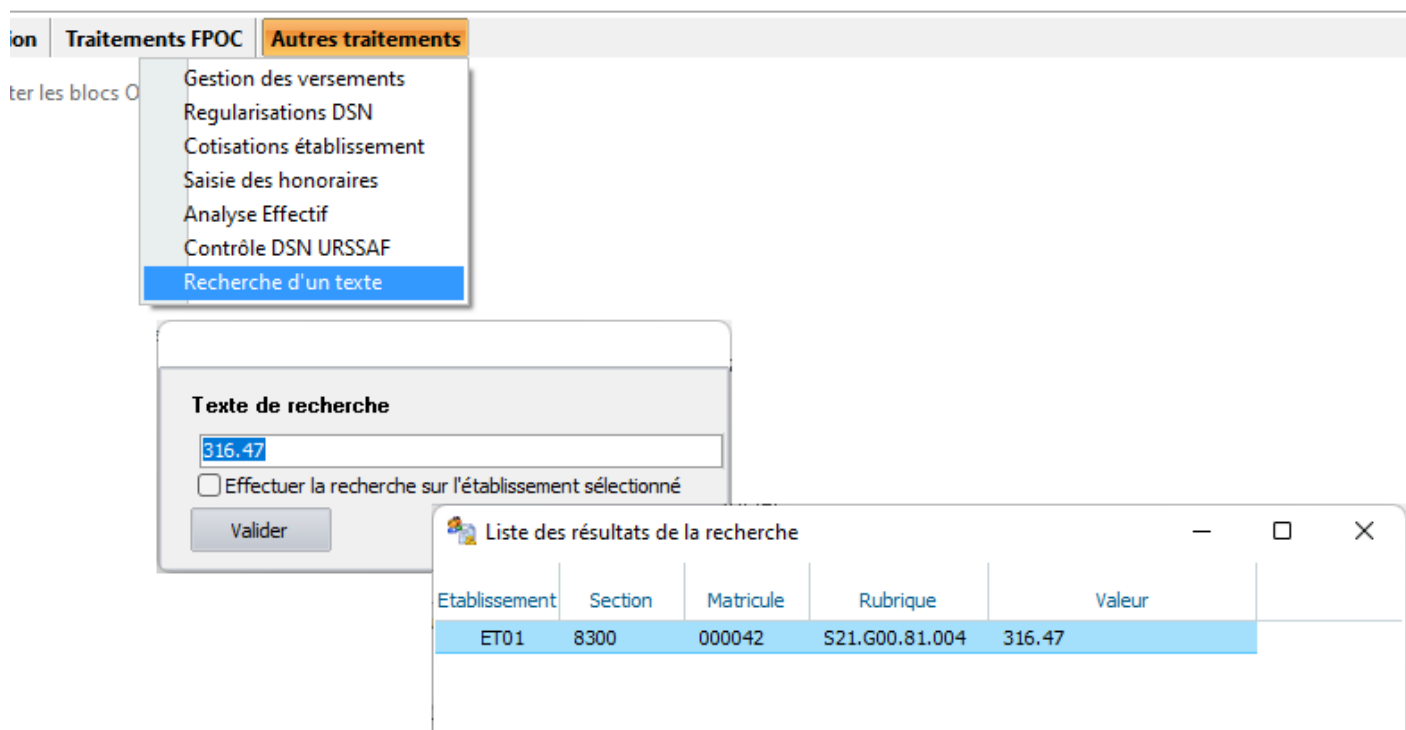 ion Traitements FPOC Autres traitements
ter les blocs O
Gestion des versements
Regularisations DSN
Cotisations établissement
Saisie des honoraires
Analyse Effectif
Contrôle DSN URSSAF
Recherche d'un texte
Texte de recherche
316.47
Effectuer la recherche sur l'établissement sélectionné
Valider
Liste des résultats de la recherche
Etablissement Section Matricule Rubrique Valeur
ET01 8300 000042 S21.G00.81.004 316.47